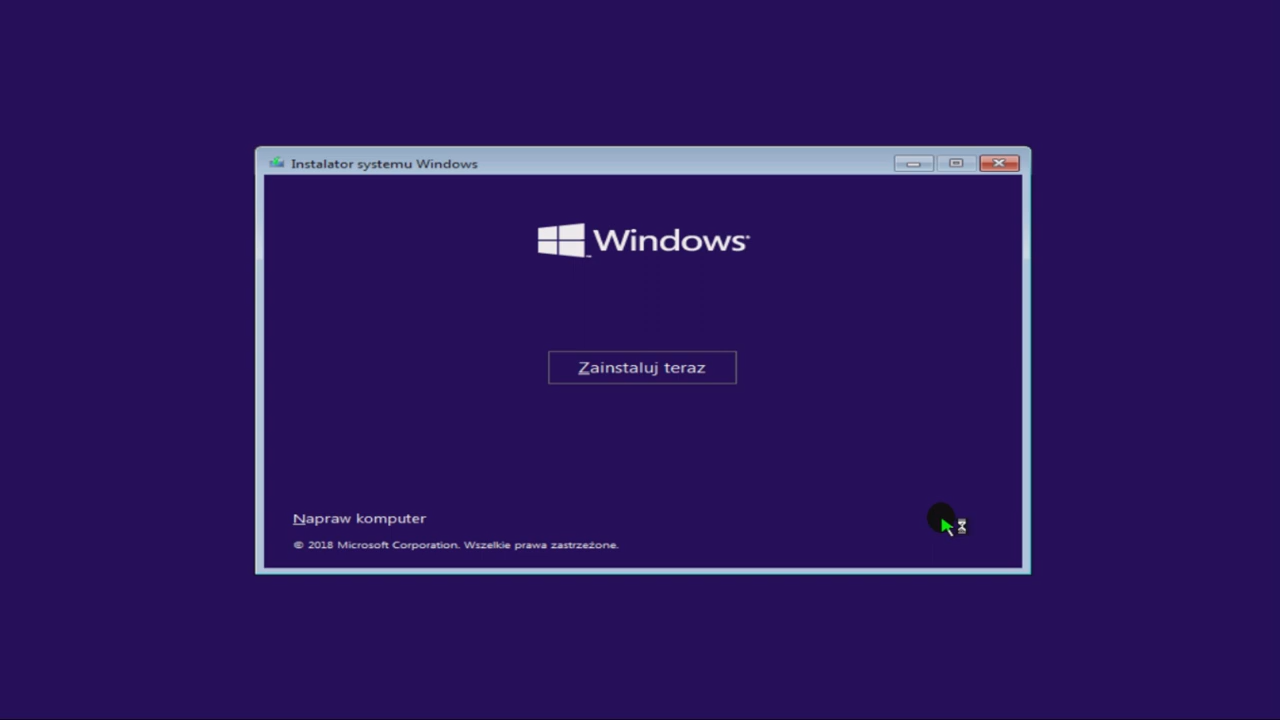 Instalator systemu Windows
Windows
Zainstaluj teraz
Napraw komputer
© 2018 Microsoft Corporation. Wszelkie prawa zastrzeżone.